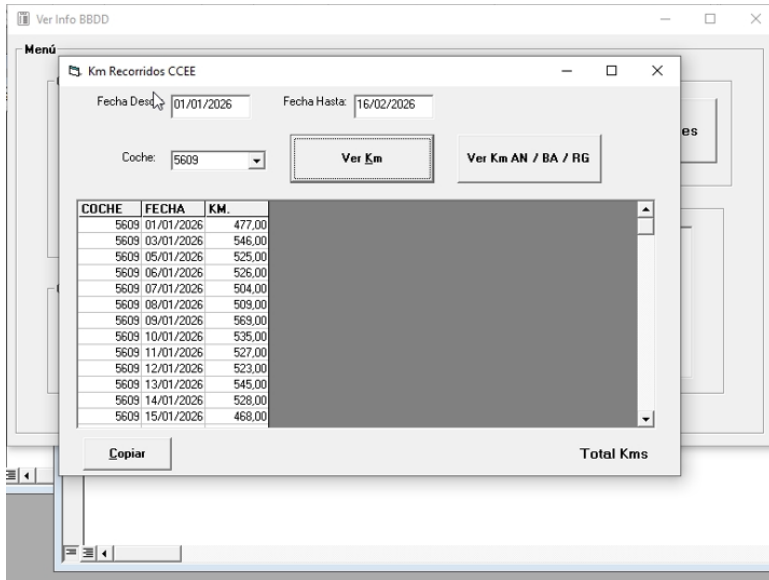 Ver Info BBDD
Menú
Km Recorridos CCEE
Fecha Des 01/01/2026 Fecha Hasta: 16/02/2026
Coche: 5609 Ver Km Ver Km AN / BA / RG
es
COCHE FECHA KM.
5609 01/01/2026 477,00
5609 03/01/2026 546,00
5609 05/01/2026 525,00
5609 06/01/2026 526,00
5609 07/01/2026 504,00
5609 08/01/2026 509,00
5609 09/01/2026 569,00
5609 10/01/2026 535,00
5609 11/01/2026 527,00
5609 12/01/2026 523,00
5609 13/01/2026 545,00
5609 14/01/2026 528,00
5609 15/01/2026 468,00
Copiar Total Kms